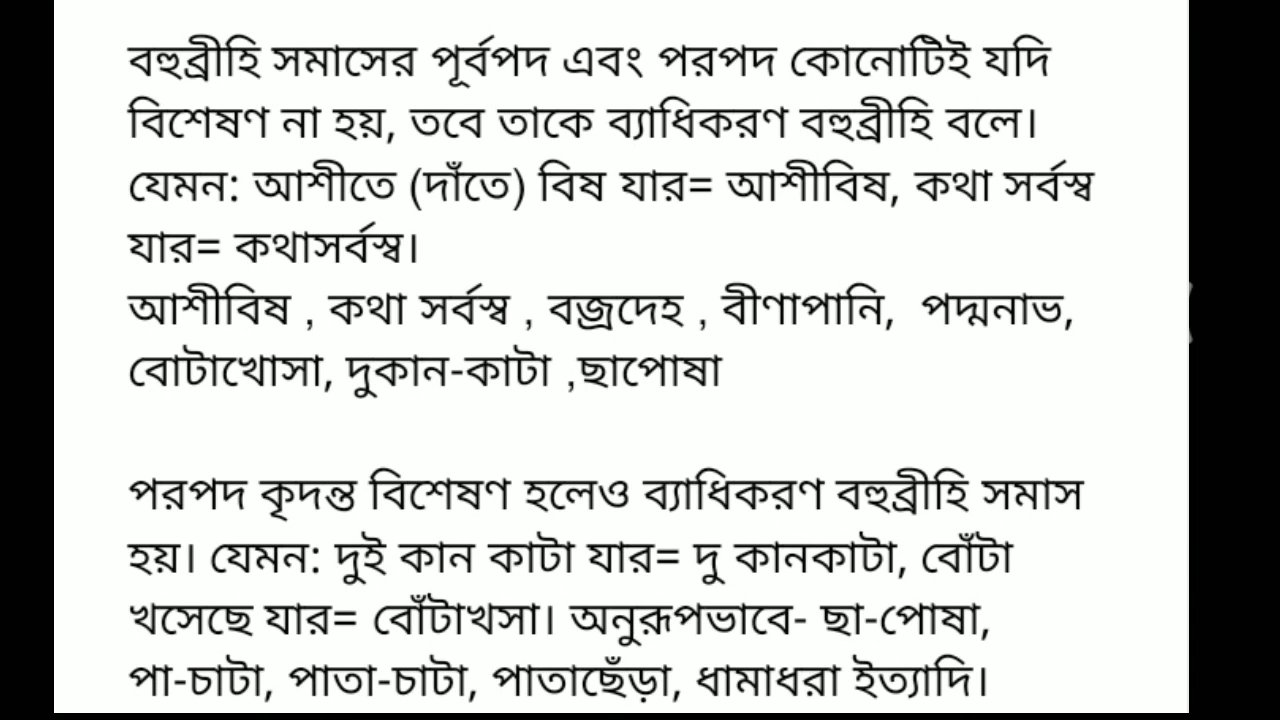 বহুব্রীহি সমাসের পূর্বপদ এবং পরপদ কোনোটিই যদি
বিশেষণ না হয়, তবে তাকে ব্যাধিকরণ বহুব্রীহি বলে।
যেমন: আশীতে (দাঁতে) বিষ যার= আশীবিষ, কথা সর্বস্ব
যার= কথাসর্বস্ব।
আশীবিষ , কথা সর্বস্ব , বজ্রদেহ , বীণাপানি, পদ্মনাভ,
বোটাখোসা, দুকান-কাটা ,ছাপোষা
পরপদ কৃদন্ত বিশেষণ হলেও ব্যাধিকরণ বহুব্রীহি সমাস
হয়। যেমন: দুই কান কাটা যার= দু কানকাটা, বোঁটা
খসেছে যার= বোঁটাখসা। অনুরূপভাবে- ছা-পোষা,
পা-চাটা, পাতা-চাটা, পাতাছেঁড়া, ধামাধরা ইত্যাদি।